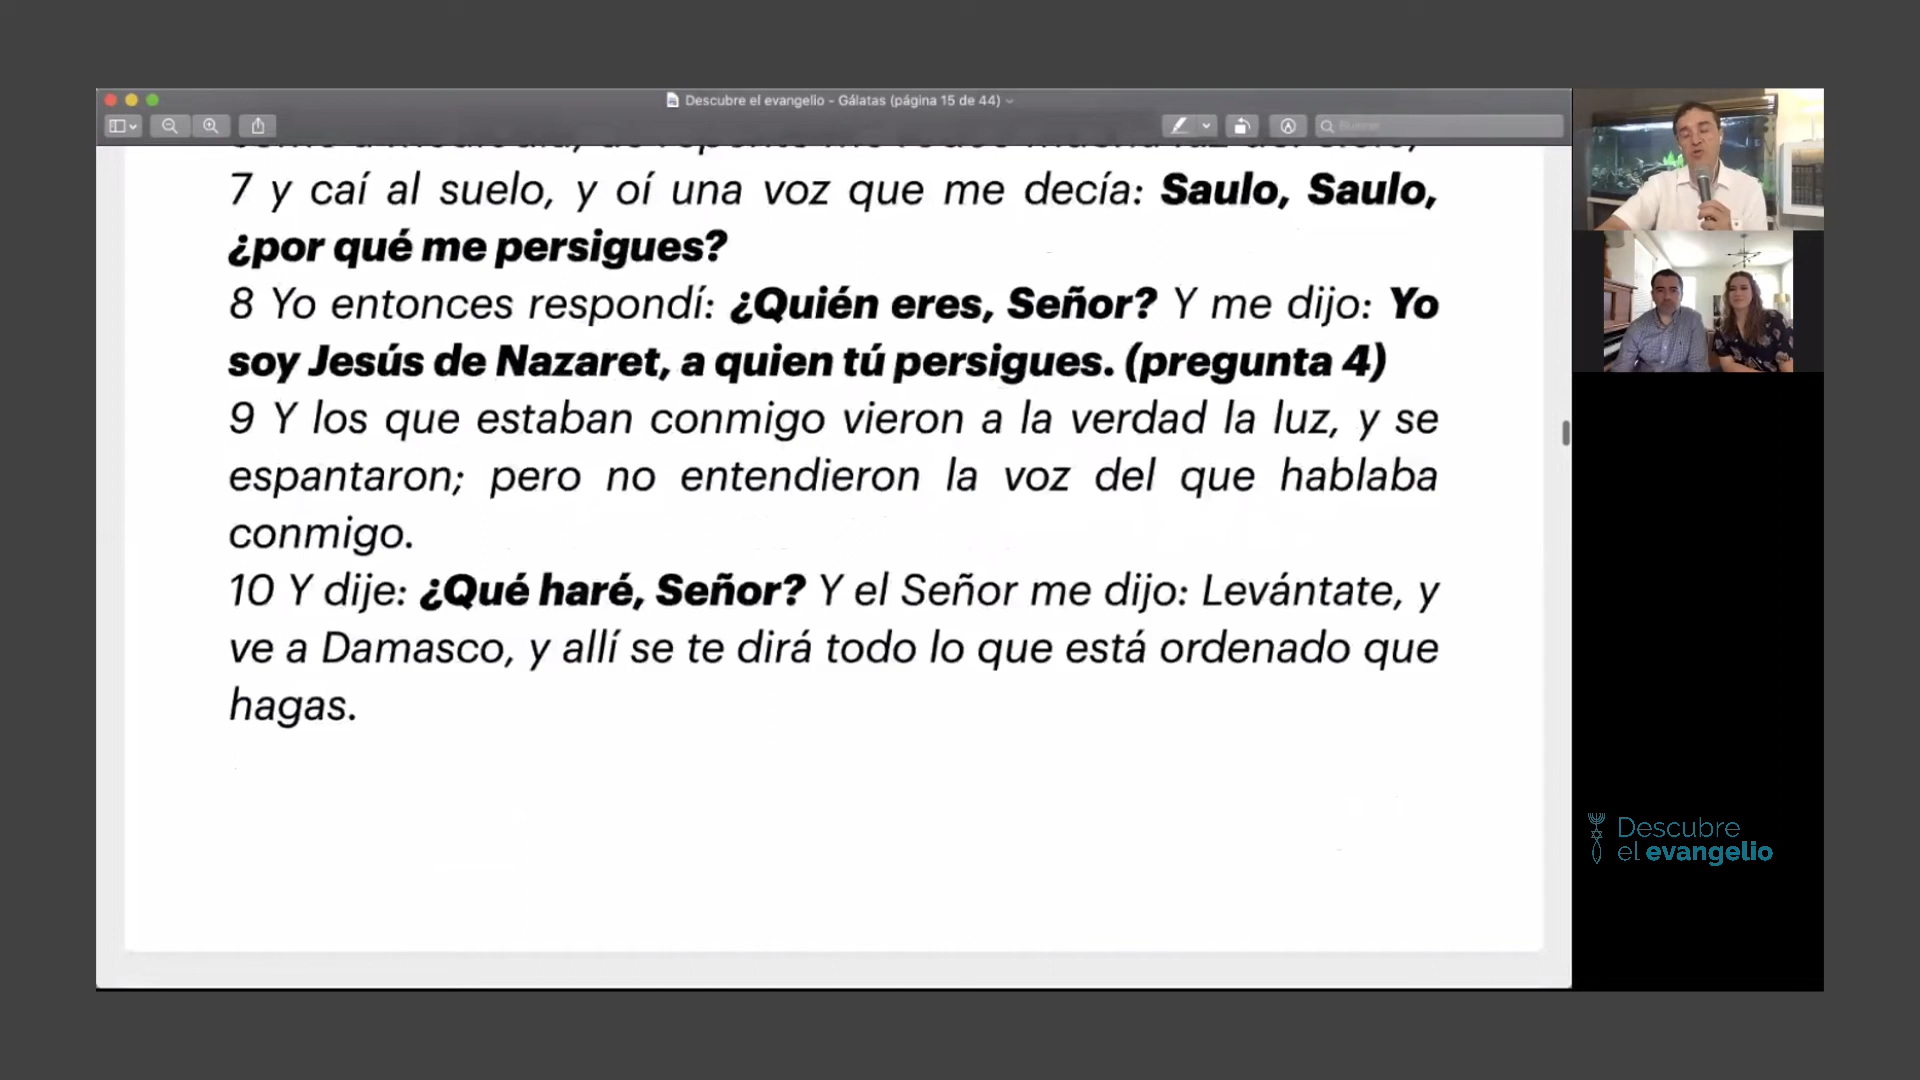 Descubre el evangelio - Gálatas (página 15 de 44)
Buscar
7 y caí al suelo, y oí una voz que me decía: Saulo, Saulo,
¿por qué me persigues?
8 Yo entonces respondí: ¿Quién eres, Señor? Y me dijo: Yo
soy Jesús de Nazaret, a quien tú persigues. (pregunta 4)
9 Y los que estaban conmigo vieron a la verdad la luz, y se
espantaron; pero no entendieron la voz del que hablaba
conmigo.
10 Y dije: ¿Qué haré, Señor? Y el Señor me dijo: Levántate, y
ve a Damasco, y allí se te dirá todo lo que está ordenado que
hagas.
Descubre
el evangelio